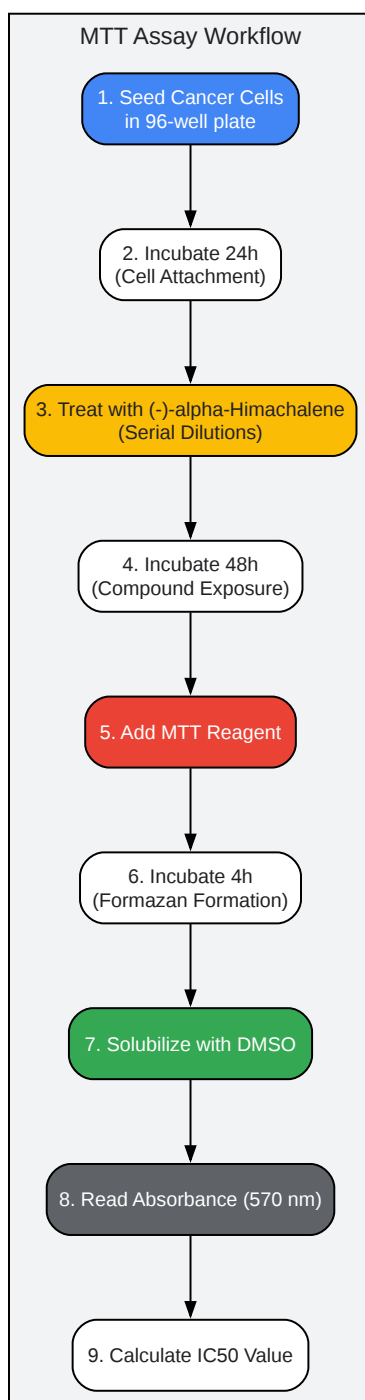 MTT Assay Workflow
1. Seed Cancer Cells
in 96-well plate
2. Incubate 24h
(Cell Attachment)
3. Treat with (-)-alpha-Himachalene
(Serial Dilutions)
4. Incubate 48h
(Compound Exposure)
5. Add MTT Reagent
6. Incubate 4h
(Formazan Formation)
7. Solubilize with DMSO
8. Read Absorbance (570 nm)
9. Calculate IC50 Value